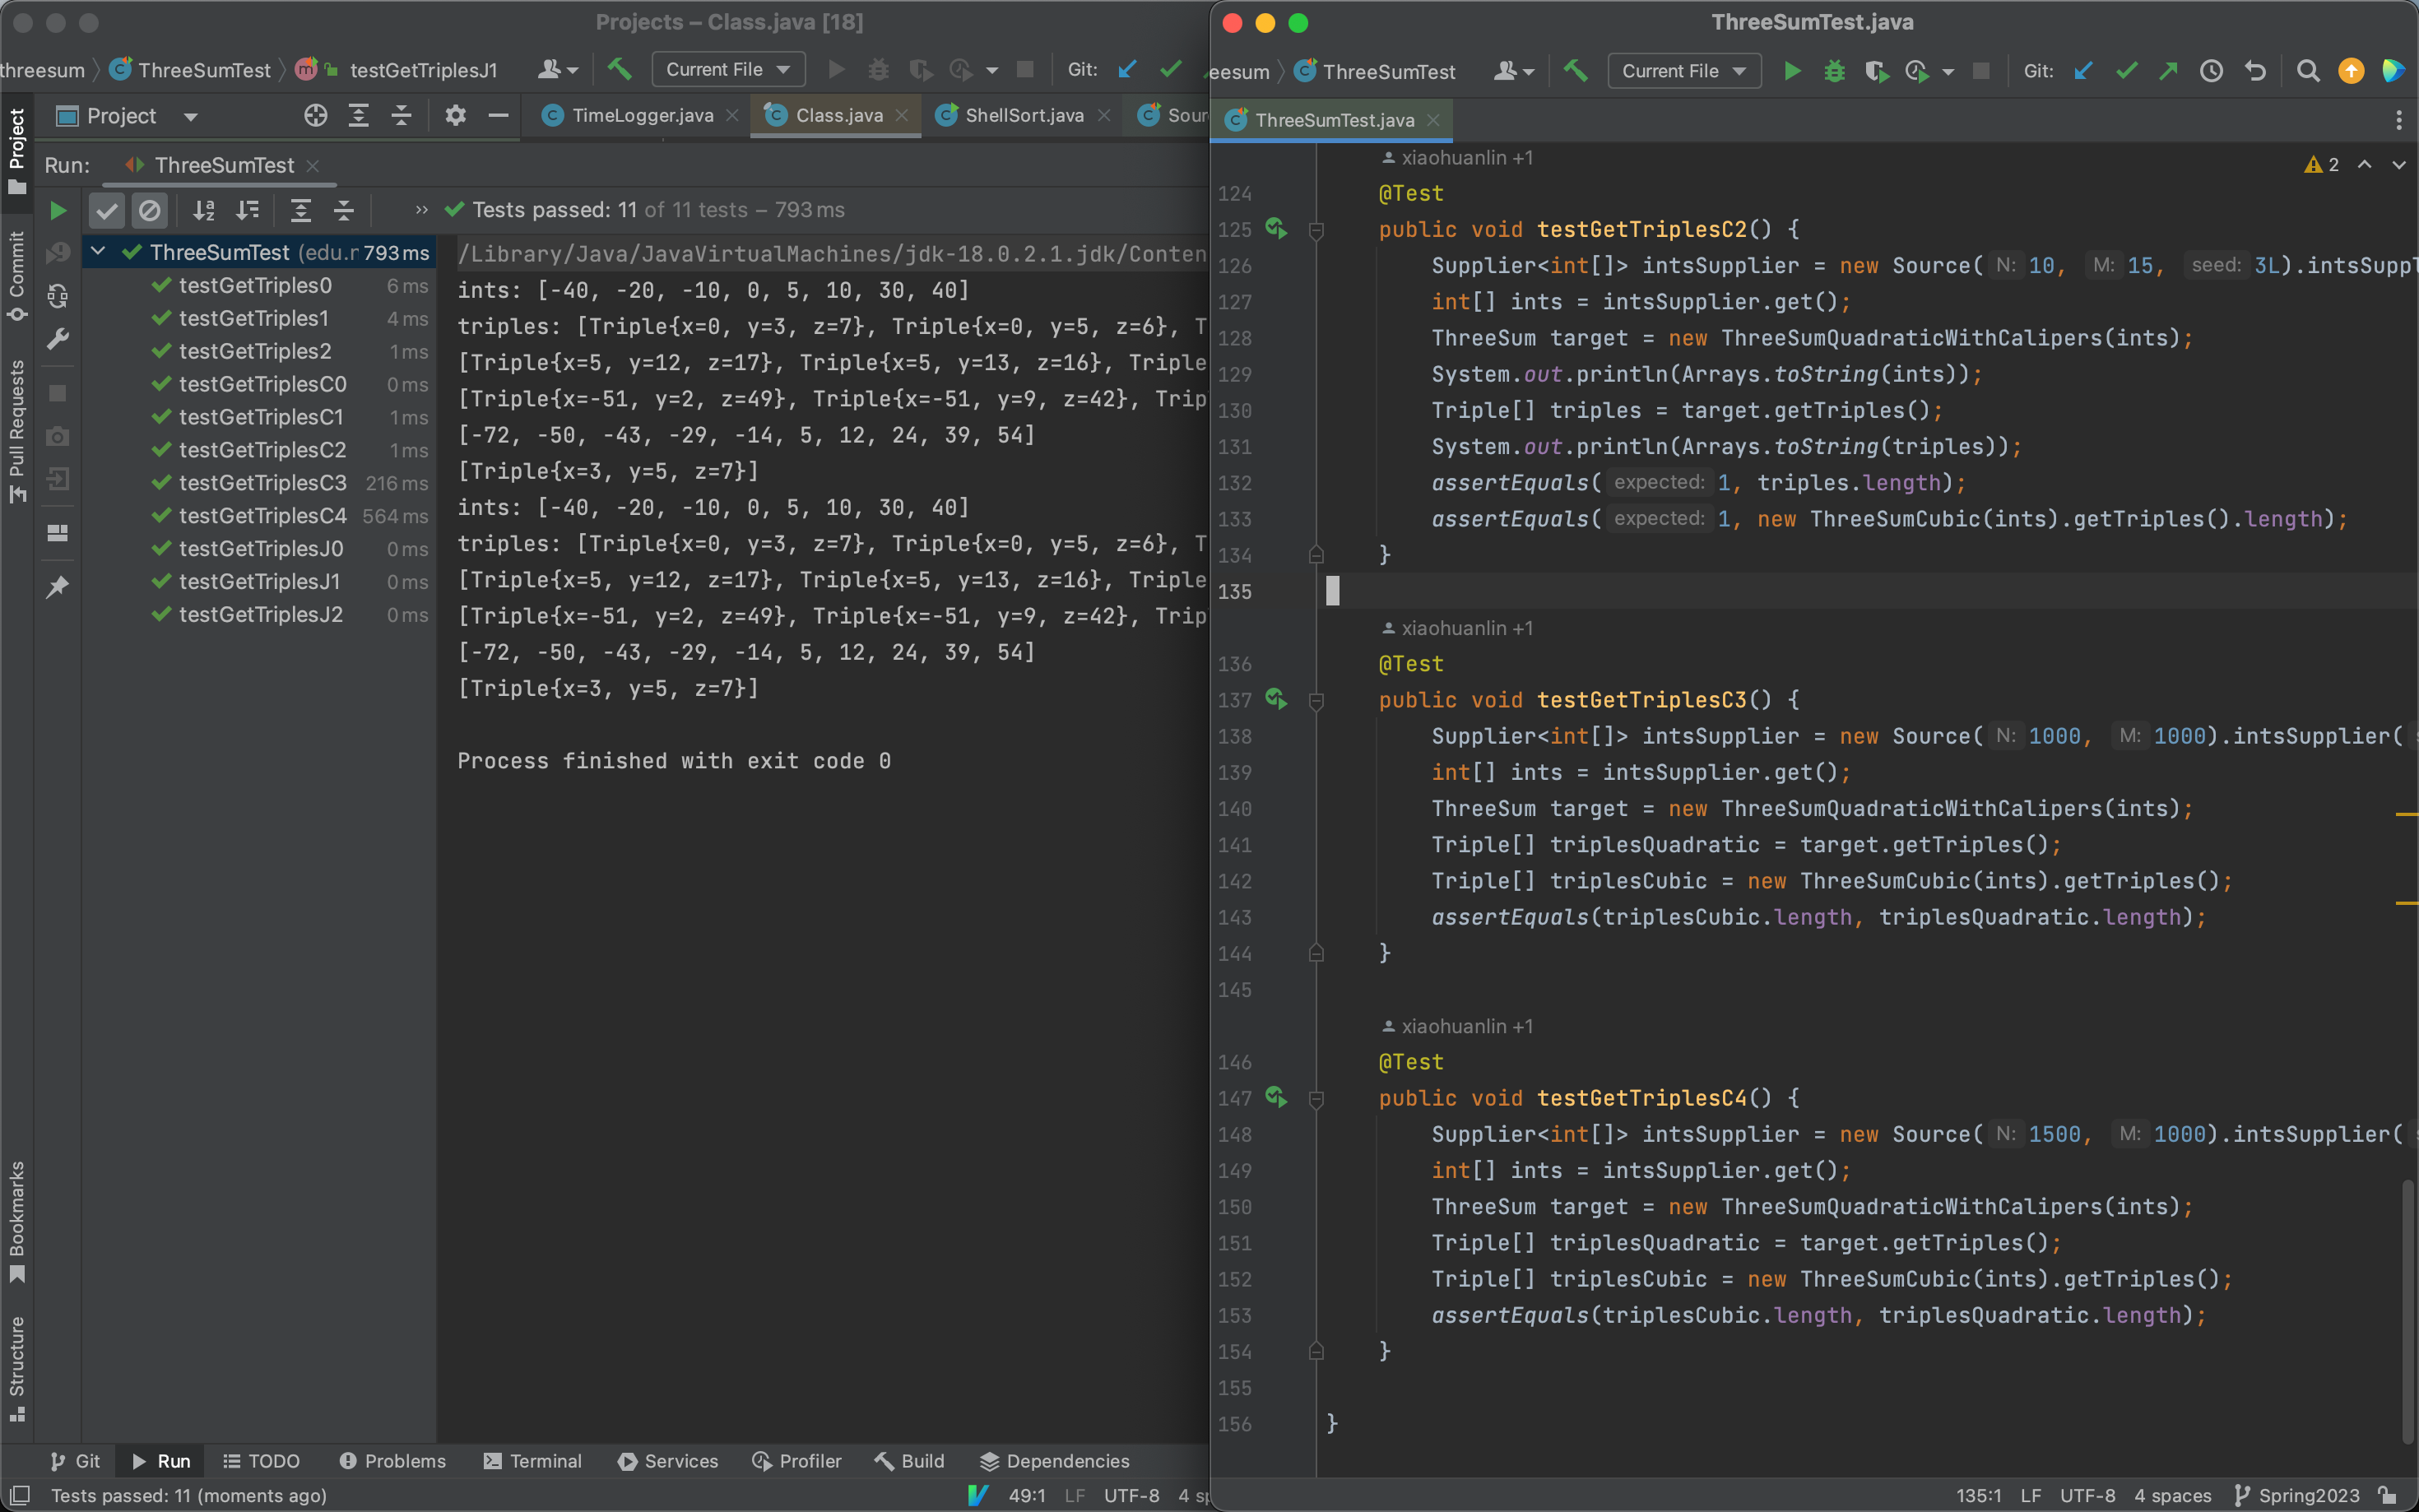 Projects – Class.java [18]
threesum
ThreeSumTest
testGetTriplesJ1
Current File
Git:
Project
TimeLogger.java
Class.java
ShellSort.java
Sour
Run:
ThreeSumTest
Tests passed: 11 of 11 tests – 793 ms
ThreeSumTest (edu.r 793 ms
testGetTriples0 6 ms
testGetTriples1 4 ms
testGetTriples2 1 ms
testGetTriplesC0 0 ms
testGetTriplesC1 1 ms
testGetTriplesC2 1 ms
testGetTriplesC3 216 ms
testGetTriplesC4 564 ms
testGetTriplesJ0 0 ms
testGetTriplesJ1 0 ms
testGetTriplesJ2 0 ms
/Library/Java/JavaVirtualMachines/jdk-18.0.2.1.jdk/Conten
ints: [-40, -20, -10, 0, 5, 10, 30, 40]
triples: [Triple{x=0, y=3, z=7}, Triple{x=0, y=5, z=6}, T
[Triple{x=5, y=12, z=17}, Triple{x=5, y=13, z=16}, Triple
[Triple{x=-51, y=2, z=49}, Triple{x=-51, y=9, z=42}, Trip
[-72, -50, -43, -29, -14, 5, 12, 24, 39, 54]
[Triple{x=3, y=5, z=7}]
ints: [-40, -20, -10, 0, 5, 10, 30, 40]
triples: [Triple{x=0, y=3, z=7}, Triple{x=0, y=5, z=6}, T
[Triple{x=5, y=12, z=17}, Triple{x=5, y=13, z=16}, Triple
[Triple{x=-51, y=2, z=49}, Triple{x=-51, y=9, z=42}, Trip
[-72, -50, -43, -29, -14, 5, 12, 24, 39, 54]
[Triple{x=3, y=5, z=7}]
Process finished with exit code 0
Project
Commit
Pull Requests
Bookmarks
Structure
Git
Run
TODO
Problems
Terminal
Services
Profiler
Build
Dependencies
Tests passed: 11 (moments ago)
49:1 LF UTF-8 4 sp
ThreeSumTest.java
eesum
ThreeSumTest
Current File
Git:
ThreeSumTest.java
2
xiaohuanlin +1
124 @Test
125 public void testGetTriplesC2() {
126 Supplier<int[]> intsSupplier = new Source( N: 10, M: 15, seed: 3L).intsSuppl
127 int[] ints = intsSupplier.get();
128 ThreeSum target = new ThreeSumQuadraticWithCalipers(ints);
129 System.out.println(Arrays.toString(ints));
130 Triple[] triples = target.getTriples();
131 System.out.println(Arrays.toString(triples));
132 assertEquals( expected: 1, triples.length);
133 assertEquals( expected: 1, new ThreeSumCubic(ints).getTriples().length);
134 }
135
xiaohuanlin +1
136 @Test
137 public void testGetTriplesC3() {
138 Supplier<int[]> intsSupplier = new Source( N: 1000, M: 1000).intsSupplier(
139 int[] ints = intsSupplier.get();
140 ThreeSum target = new ThreeSumQuadraticWithCalipers(ints);
141 Triple[] triplesQuadratic = target.getTriples();
142 Triple[] triplesCubic = new ThreeSumCubic(ints).getTriples();
143 assertEquals(triplesCubic.length, triplesQuadratic.length);
144 }
145
xiaohuanlin +1
146 @Test
147 public void testGetTriplesC4() {
148 Supplier<int[]> intsSupplier = new Source( N: 1500, M: 1000).intsSupplier(
149 int[] ints = intsSupplier.get();
150 ThreeSum target = new ThreeSumQuadraticWithCalipers(ints);
151 Triple[] triplesQuadratic = target.getTriples();
152 Triple[] triplesCubic = new ThreeSumCubic(ints).getTriples();
153 assertEquals(triplesCubic.length, triplesQuadratic.length);
154 }
155
156 }
135:1 LF UTF-8 4 spaces Spring2023